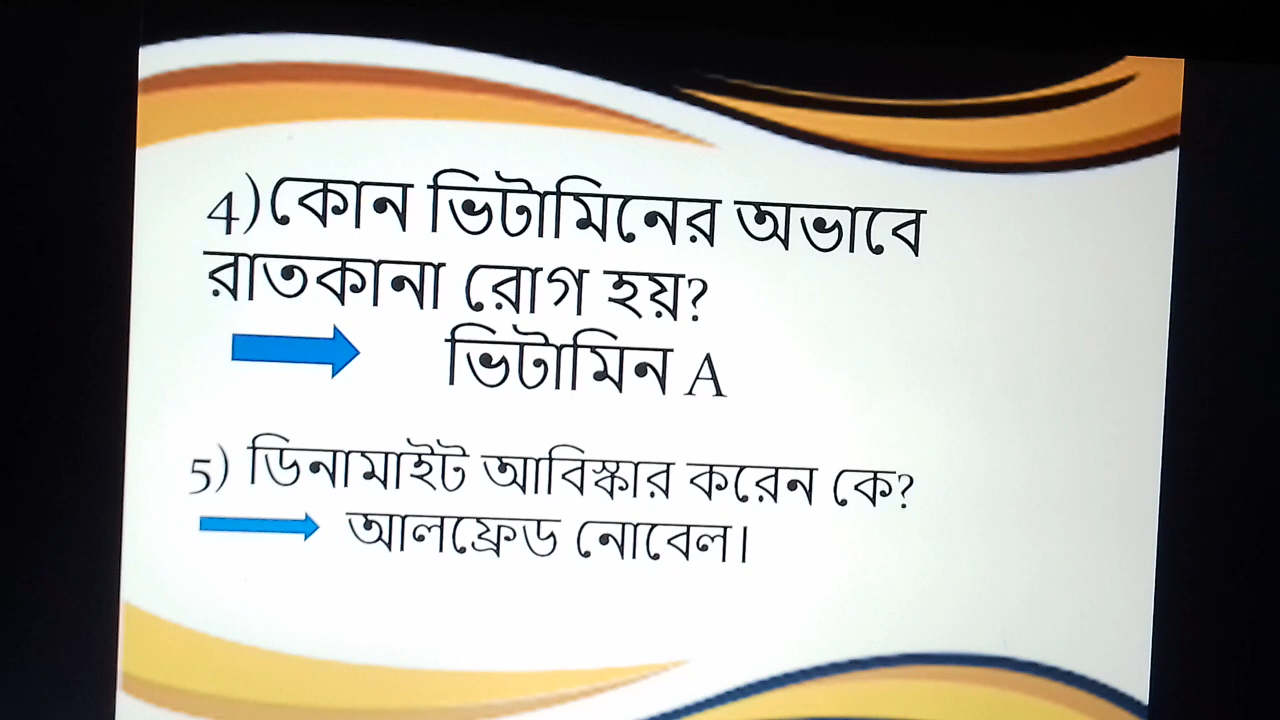 4)কোন ভিটামিনের অভাবে
রাতকানা রোগ হয়?
ভিটামিন A
5) ডিনামাইট আবিস্কার করেন কে?
আলফ্রেড নোবেল।